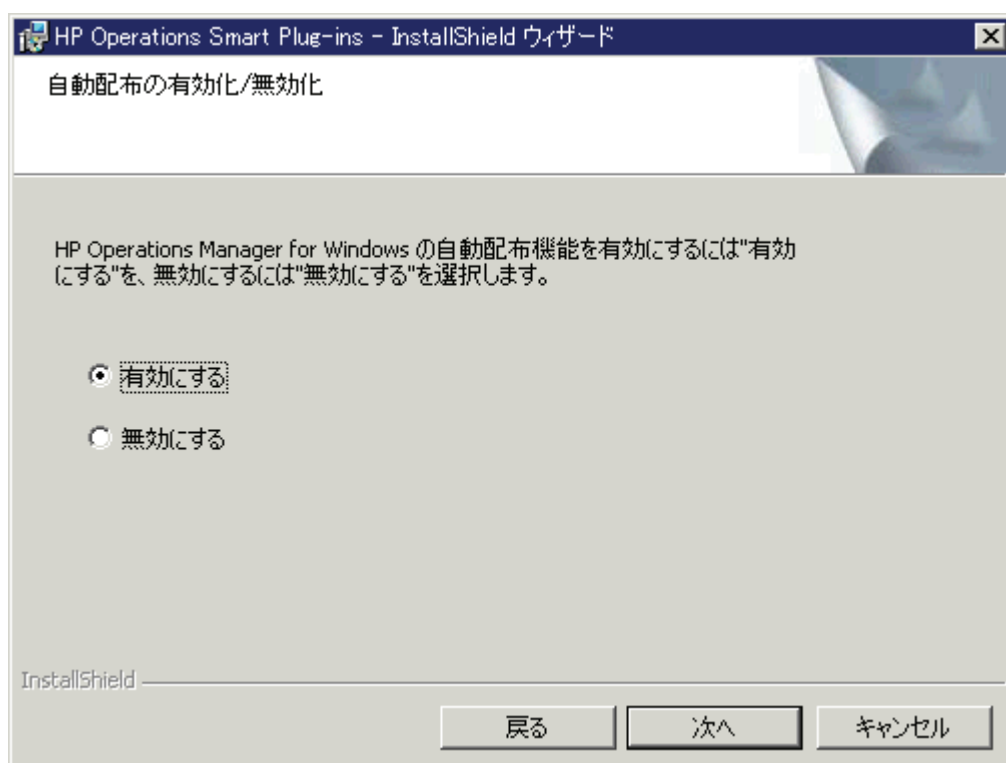 HP Operations Smart Plug-ins - InstallShield ウィザード
自動配布の有効化/無効化
HP Operations Manager for Windows の自動配布機能を有効にするには"有効
にする"を、無効にするには"無効にする"を選択します。
有効にする
無効にする
InstallShield
戻る
次へ
キャンセル